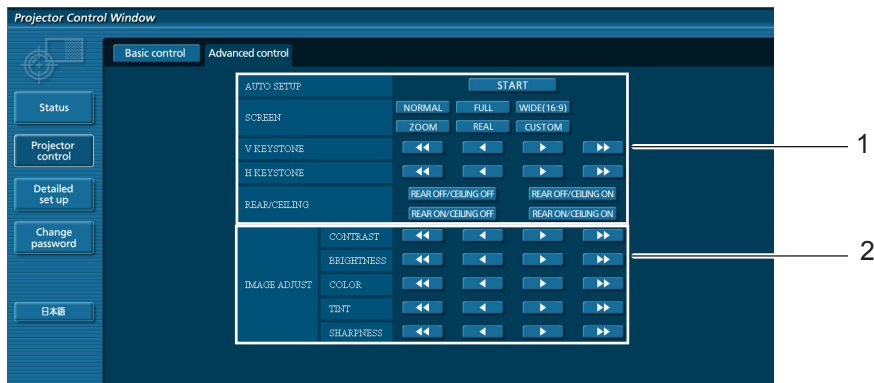 Projector Control Window
Basic control Advanced control
Status
Projector control
Detailed set up
Change password
日本語
AUTO SETUP START
SCREEN NORMAL FULL WIDE(16:9)
ZOOM REAL CUSTOM
V KEYSTONE
H KEYSTONE
REAR/CEILING REAR OFF/CEILING OFF REAR OFF/CEILING ON
REAR ON/CEILING OFF REAR ON/CEILING ON
IMAGE ADJUST
CONTRAST
BRIGHTNESS
COLOR
TINT
SHARPNESS
1
2